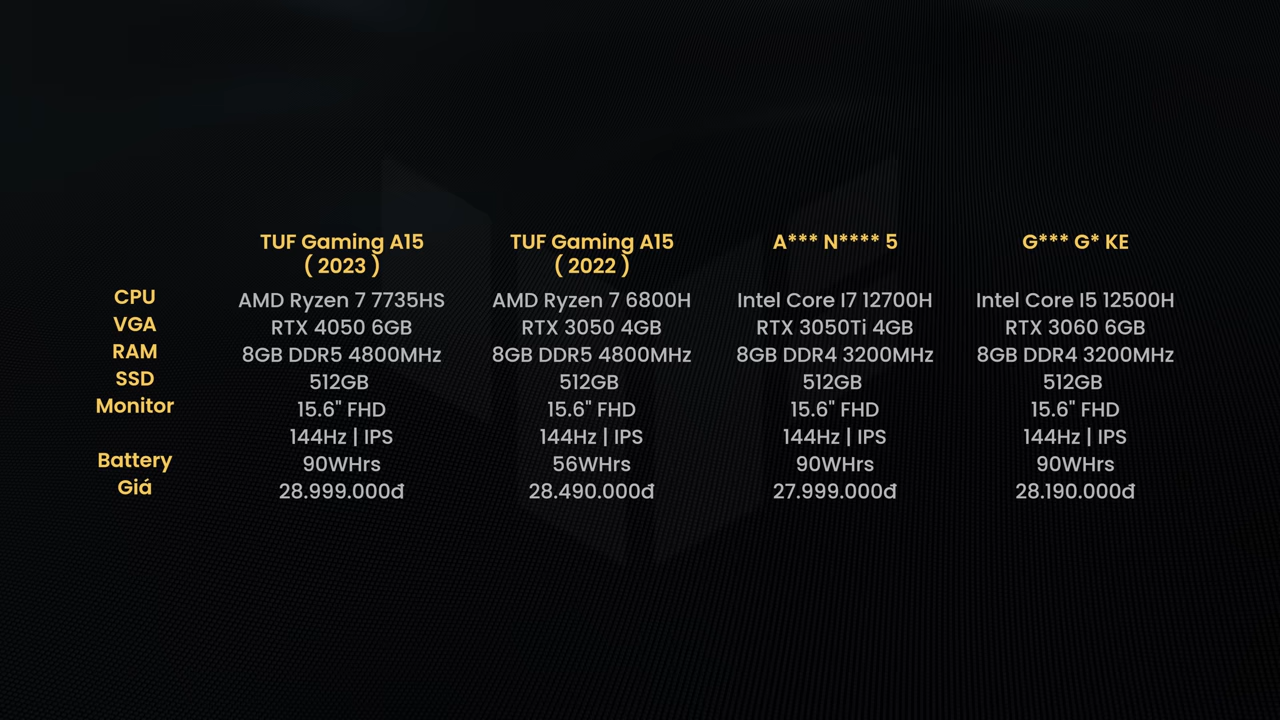 TUF Gaming A15 TUF Gaming A15 A*** N**** 5 G*** G* KE
( 2023 ) ( 2022 )
CPU AMD Ryzen 7 7735HS AMD Ryzen 7 6800H Intel Core I7 12700H Intel Core I5 12500H
VGA RTX 4050 6GB RTX 3050 4GB RTX 3050Ti 4GB RTX 3060 6GB
RAM 8GB DDR5 4800MHz 8GB DDR5 4800MHz 8GB DDR4 3200MHz 8GB DDR4 3200MHz
SSD 512GB 512GB 512GB 512GB
Monitor 15.6" FHD 15.6" FHD 15.6" FHD 15.6" FHD
144Hz | IPS 144Hz | IPS 144Hz | IPS 144Hz | IPS
Battery 90WHrs 56WHrs 90WHrs 90WHrs
Giá 28.999.000đ 28.490.000đ 27.999.000đ 28.190.000đ